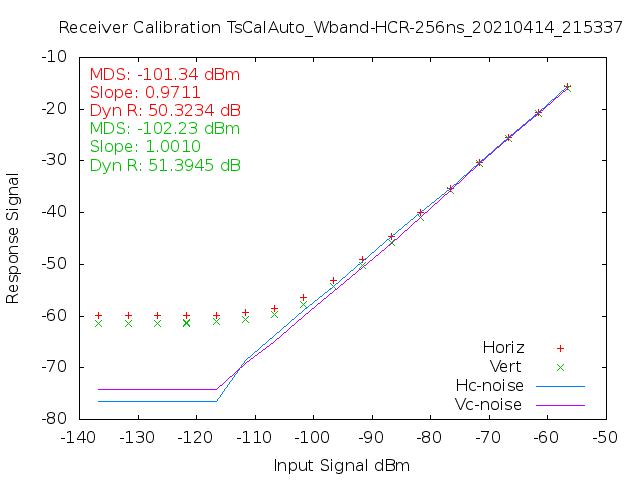 Receiver Calibration TsCalAuto_Wband-HCR-256ns_20210414_215337
-10
-20
-30
-40
-50
-60
-70
-80
Response Signal
MDS: -101.34 dBm
Slope: 0.9711
Dyn R: 50.3234 dB
MDS: -102.23 dBm
Slope: 1.0010
Dyn R: 51.3945 dB
Horiz
Vert
Hc-noise
Vc-noise
-140 -130 -120 -110 -100 -90 -80 -70 -60 -50
Input Signal dBm